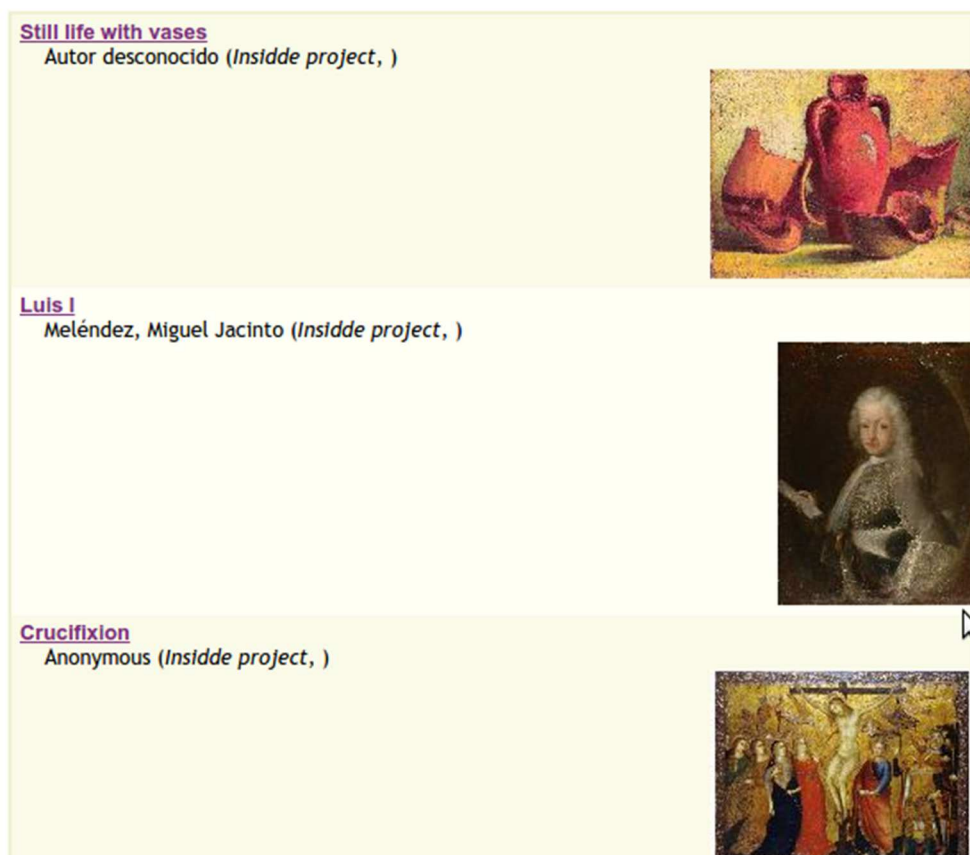 Still life with vases
Autor desconocido (Insidde project, )
Luis I
Meléndez, Miguel Jacinto (Insidde project, )
Crucifixion
Anonymous (Insidde project, )